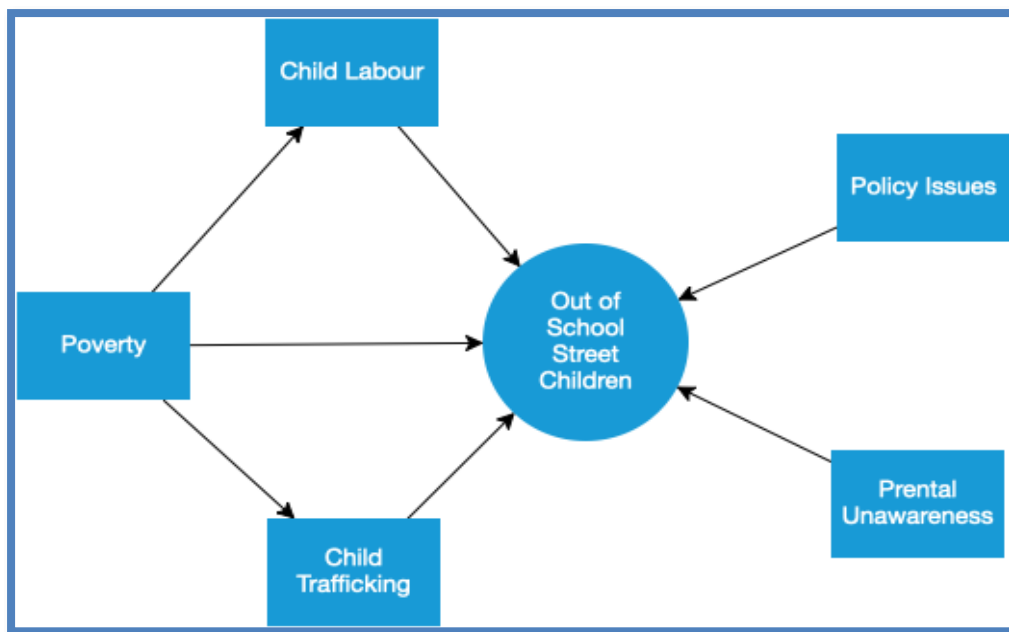 Child Labour
Policy Issues
Poverty
Out of
School
Street
Children
Prental
Unawareness
Child
Trafficking